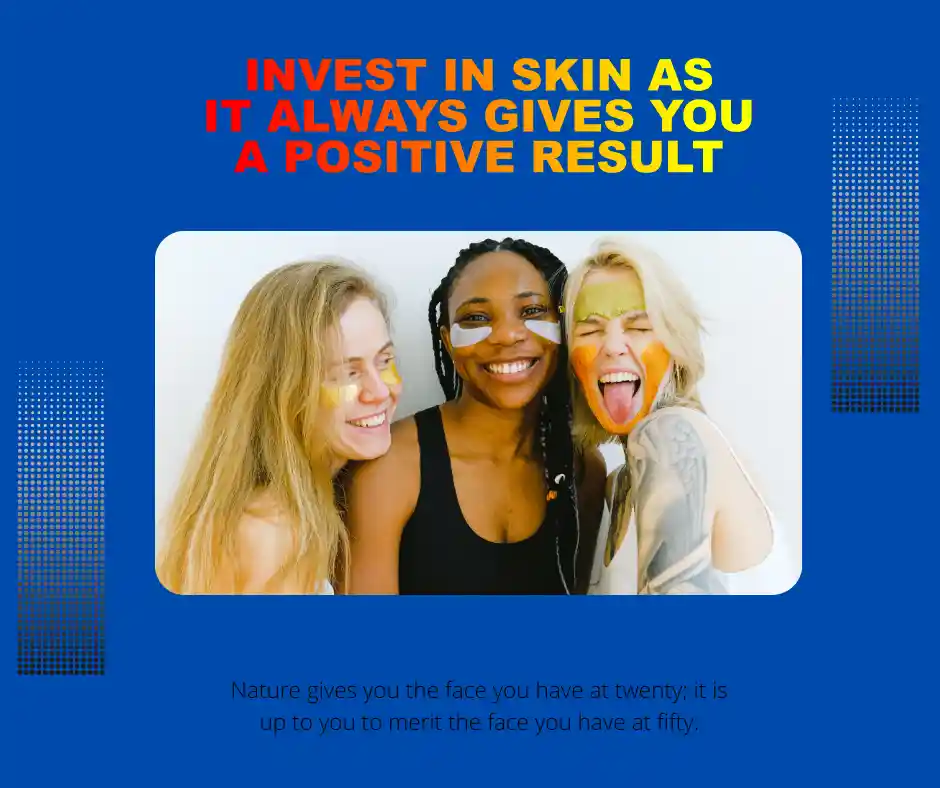 INVEST IN SKIN AS
IT ALWAYS GIVES YOU
A POSITIVE RESULT
Nature gives you the face you have at twenty; it is
up to you to merit the face you have at fifty.